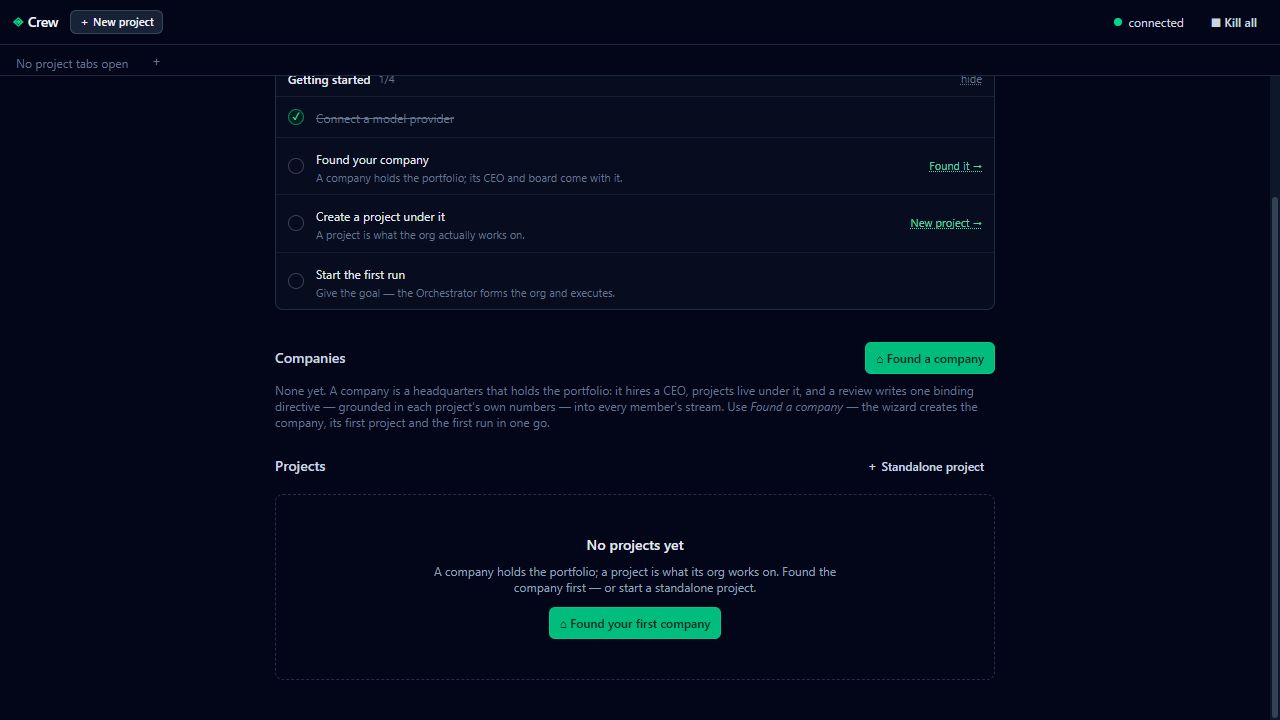 Crew
+ New project
connected
Kill all
No project tabs open
+
Getting started 1/4
hide
Connect a model provider
Found your company
A company holds the portfolio; its CEO and board come with it.
Found it →
Create a project under it
A project is what the org actually works on.
New project →
Start the first run
Give the goal — the Orchestrator forms the org and executes.
Companies
⌂ Found a company
None yet. A company is a headquarters that holds the portfolio: it hires a CEO, projects live under it, and a review writes one binding
directive — grounded in each project's own numbers — into every member's stream. Use Found a company — the wizard creates the
company, its first project and the first run in one go.
Projects
+ Standalone project
No projects yet
A company holds the portfolio; a project is what its org works on. Found the
company first — or start a standalone project.
⌂ Found your first company